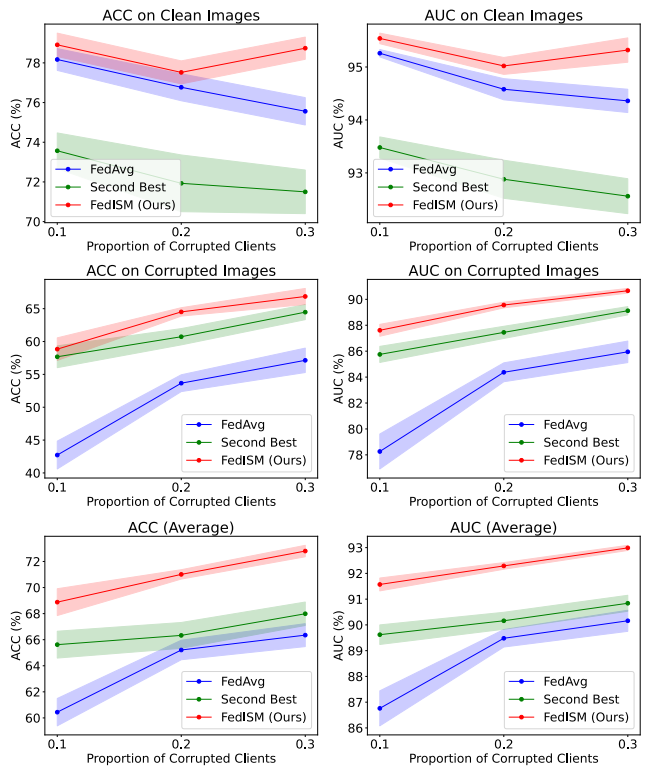 ACC on Clean Images
ACC (%)
78
76
74
72
70
0.1
0.2
0.3
Proportion of Corrupted Clients
FedAvg
Second Best
FedISM (Ours)
AUC on Clean Images
AUC (%)
95
94
93
0.1
0.2
0.3
Proportion of Corrupted Clients
FedAvg
Second Best
FedISM (Ours)
ACC on Corrupted Images
ACC (%)
65
60
55
50
45
40
0.1
0.2
0.3
Proportion of Corrupted Clients
FedAvg
Second Best
FedISM (Ours)
AUC on Corrupted Images
AUC (%)
90
88
86
84
82
80
78
0.1
0.2
0.3
Proportion of Corrupted Clients
FedAvg
Second Best
FedISM (Ours)
ACC (Average)
ACC (%)
72
70
68
66
64
62
60
0.1
0.2
0.3
Proportion of Corrupted Clients
FedAvg
Second Best
FedISM (Ours)
AUC (Average)
AUC (%)
93
92
91
90
89
88
87
86
0.1
0.2
0.3
Proportion of Corrupted Clients
FedAvg
Second Best
FedISM (Ours)